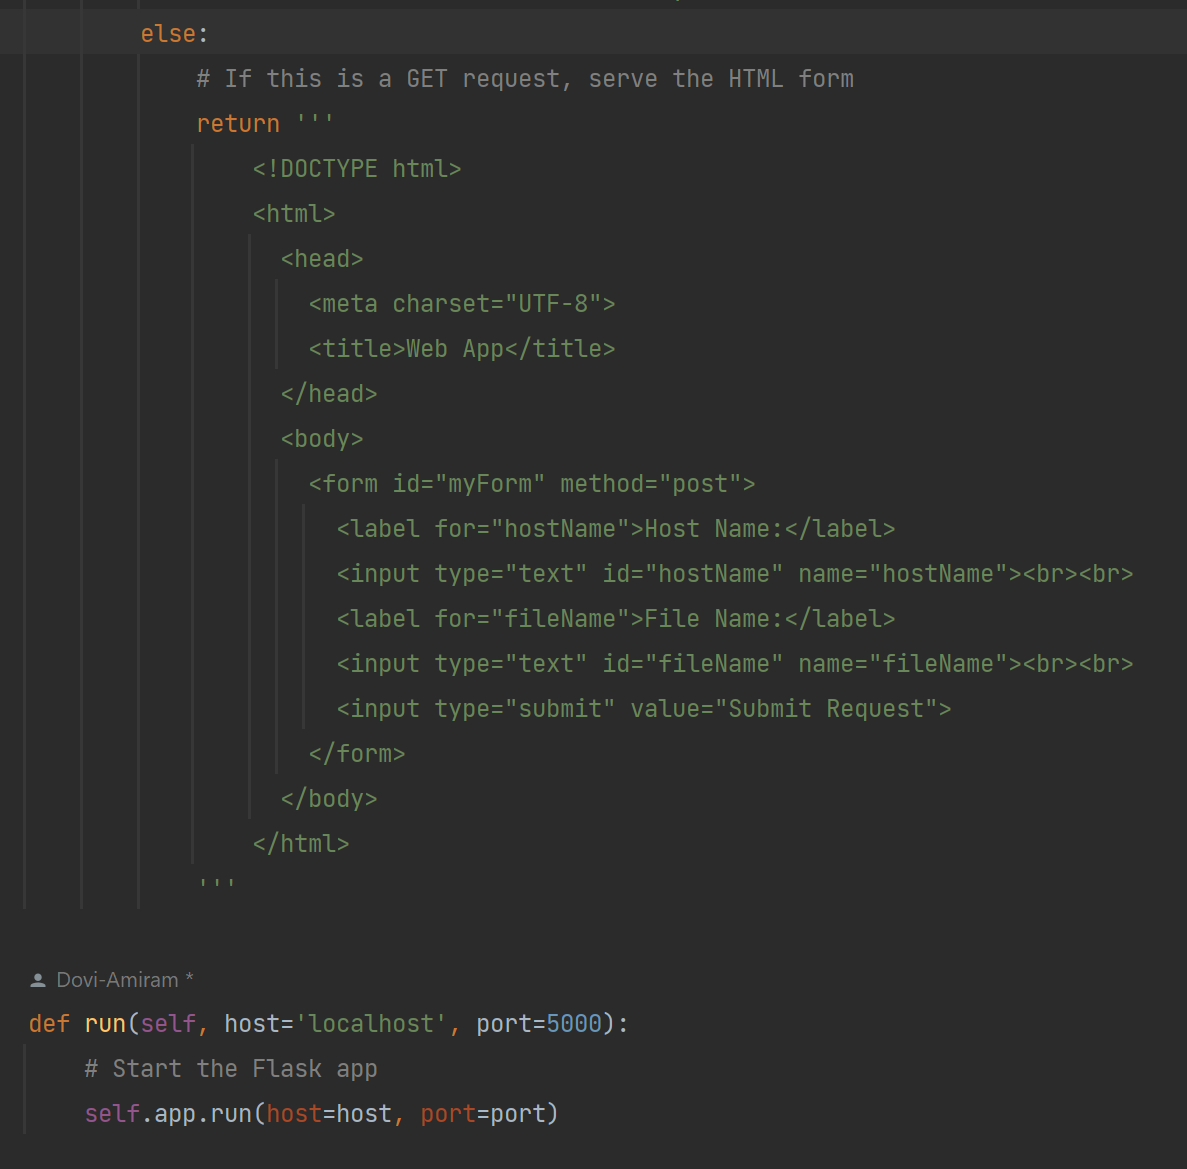 else:
# If this is a GET request, serve the HTML form
return '''
<!DOCTYPE html>
<html>
<head>
<meta charset="UTF-8">
<title>Web App</title>
</head>
<body>
<form id="myForm" method="post">
<label for="hostName">Host Name:</label>
<input type="text" id="hostName" name="hostName"><br><br>
<label for="fileName">File Name:</label>
<input type="text" id="fileName" name="fileName"><br><br>
<input type="submit" value="Submit Request">
</form>
</body>
</html>
'''
Dovi-Amiram *
def run(self, host='localhost', port=5000):
# Start the Flask app
self.app.run(host=host, port=port)